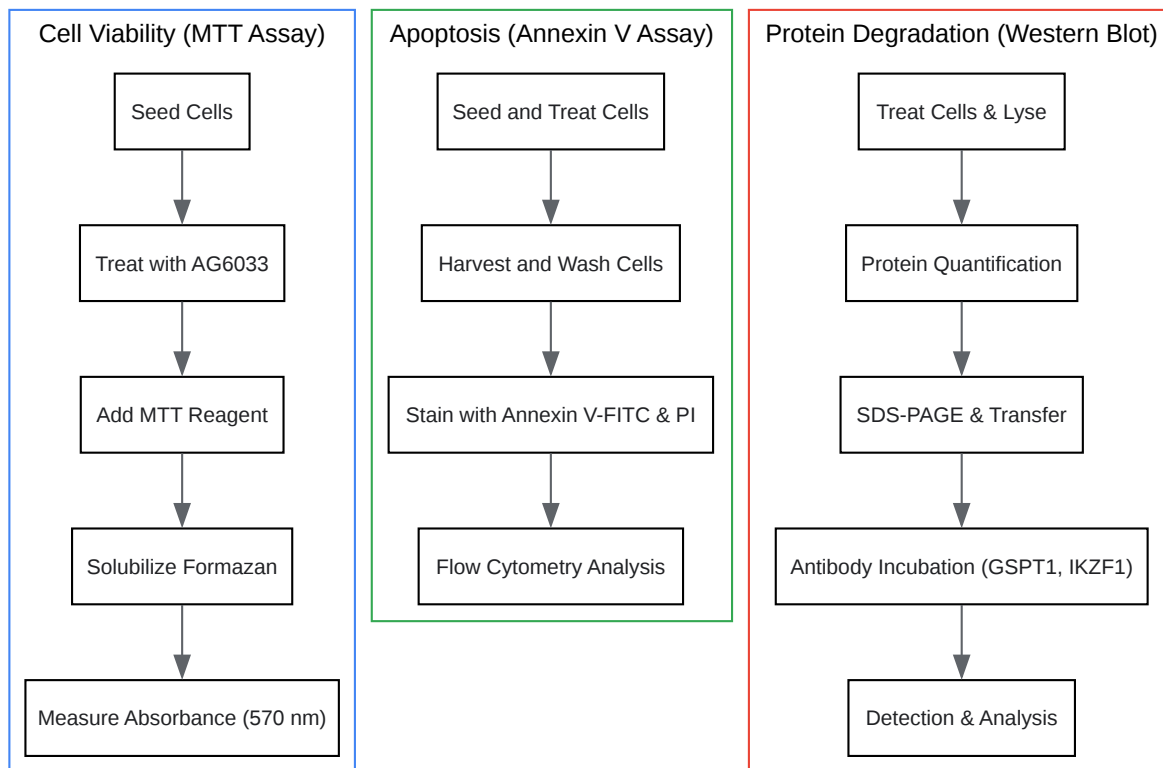 Cell Viability (MTT Assay)
Seed Cells
Treat with AG6033
Add MTT Reagent
Solubilize Formazan
Measure Absorbance (570 nm)
Apoptosis (Annexin V Assay)
Seed and Treat Cells
Harvest and Wash Cells
Stain with Annexin V-FITC & PI
Flow Cytometry Analysis
Protein Degradation (Western Blot)
Treat Cells & Lyse
Protein Quantification
SDS-PAGE & Transfer
Antibody Incubation (GSPT1, IKZF1)
Detection & Analysis